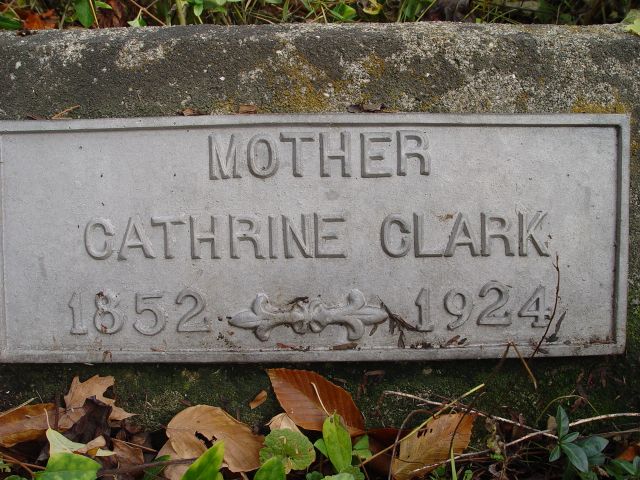 MOTHER
CATHRINE CLARK
1852 1924